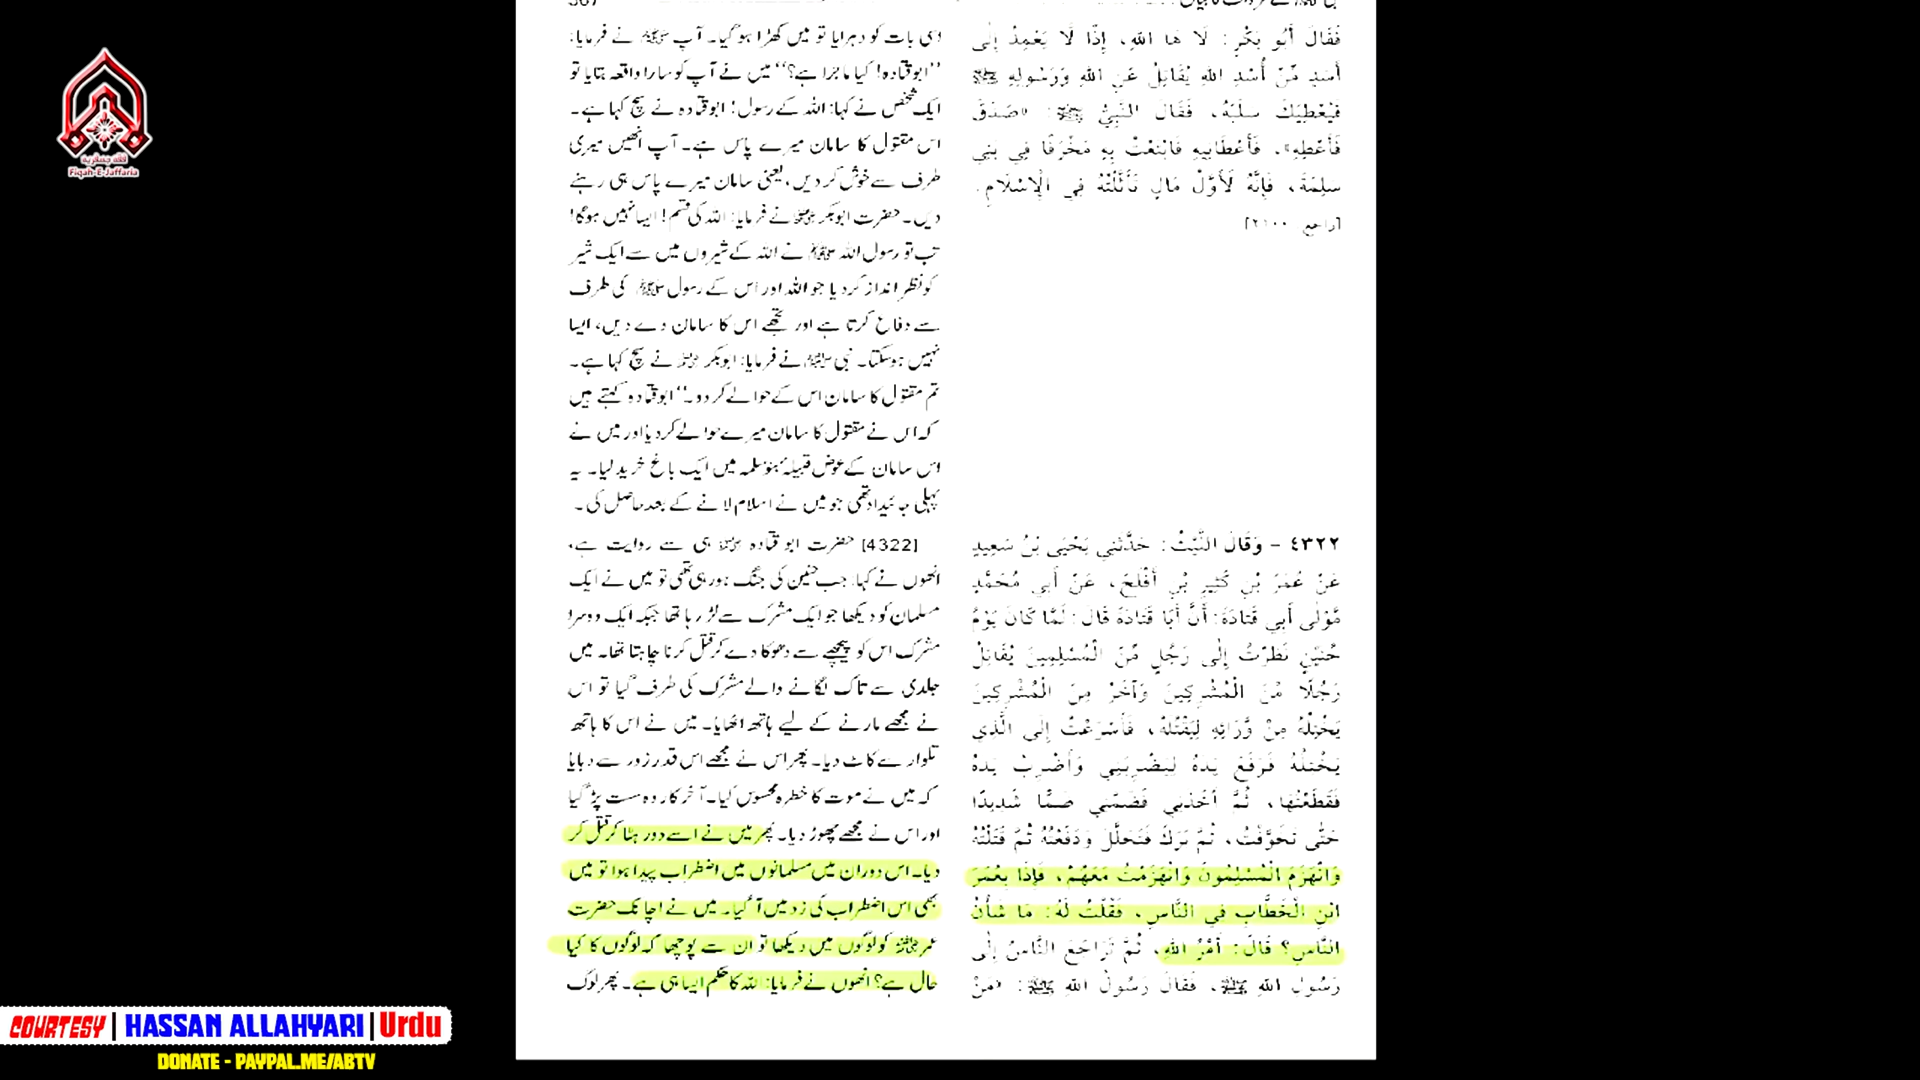 فَقَالَ أَبُو بَكْرٍ: لَا هَا اللهِ، إِذًا لَا يَعْمِدُ إِلٰى
أَسَدٍ مِّنْ أُسْدِ اللهِ يُقَاتِلُ عَنِ اللهِ وَرَسُولِهِ ﷺ
فَيُعْطِيَكَ سَلَبَهُ، فَقَالَ النَّبِيُّ ﷺ: «صَدَقَ
فَأَعْطِهِ»، فَأَعْطَانِيهِ فَابْتَعْتُ بِهِ مَخْرَفًا فِي بَنِي
سَلِمَةَ، فَإِنَّهُ لَأَوَّلُ مَالٍ تَأَثَّلْتُهُ فِي الْإِسْلَامِ.
[راجع: ٢١٠٠]
٤٣٢٢ - وَقَالَ اللَّيْثُ: حَدَّثَنِي يَحْيَى بْنُ سَعِيدٍ
عَنْ عُمَرَ بْنِ كَثِيرِ بْنِ أَفْلَحَ، عَنْ أَبِي مُحَمَّدٍ
مَّوْلٰى أَبِي قَتَادَةَ: أَنَّ أَبَا قَتَادَةَ قَالَ: لَمَّا كَانَ يَوْمُ
حُنَيْنٍ نَظَرْتُ إِلٰى رَجُلٍ مِّنَ الْمُسْلِمِينَ يُقَاتِلُ
رَجُلًا مِّنَ الْمُشْرِكِينَ وَآخَرُ مِنَ الْمُشْرِكِينَ
يَخْتِلُهُ مِنْ وَّرَائِهِ لِيَقْتُلَهُ، فَأَسْرَعْتُ إِلَى الَّذِي
يَخْتِلُهُ فَرَفَعَ يَدَهُ لِيَضْرِبَنِي وَأَضْرِبُ يَدَهُ
فَقَطَعْتُهَا، ثُمَّ أَخَذَنِي فَضَمَّنِي ضَمًّا شَدِيدًا
حَتّٰى تَخَوَّفْتُ، ثُمَّ تَرَكَ فَتَحَلَّلَ وَدَفَعْتُهُ ثُمَّ قَتَلْتُهُ
وَانْهَزَمَ الْمُسْلِمُونَ وَانْهَزَمْتُ مَعَهُمْ، فَإِذَا بِعُمَرَ
ابْنِ الْخَطَّابِ فِي النَّاسِ، فَقُلْتُ لَهُ: مَا شَأْنُ
النَّاسِ؟ قَالَ: أَمْرُ اللهِ، ثُمَّ تَرَاجَعَ النَّاسُ إِلٰى
رَسُولِ اللهِ ﷺ، فَقَالَ رَسُولُ اللهِ ﷺ: «مَنْ
اسی بات کو دہرایا تو میں کھڑا ہو گیا۔ آپ ﷺ نے فرمایا:
''ابوقتادہ! کیا ماجرا ہے؟'' میں نے آپ کو سارا واقعہ بتایا تو
ایک شخص نے کہا: اللہ کے رسول! ابوقتادہ نے سچ کہا ہے۔
اس مقتول کا سامان میرے پاس ہے۔ آپ انھیں میری
طرف سے خوش کر دیں، یعنی سامان میرے پاس ہی رہنے
دیں۔ حضرت ابوبکر ؓ نے فرمایا: اللہ کی قسم! ایسا نہیں ہوگا!
تب تو رسول اللہ ﷺ نے اللہ کے شیروں میں سے ایک شیر
کو نظر انداز کر دیا جو اللہ اور اس کے رسول ﷺ کی طرف
سے دفاع کرتا ہے اور تجھے اس کا سامان دے دیں، ایسا
نہیں ہو سکتا۔ نبی ﷺ نے فرمایا: ابوبکر ؓ نے سچ کہا ہے۔
تم مقتول کا سامان اس کے حوالے کر دو۔'' ابوقتادہ کہتے ہیں
کہ اس نے مقتول کا سامان میرے حوالے کر دیا اور میں نے
اس سامان کے عوض قبیلۂ بنوسلمہ میں ایک باغ خرید لیا۔ یہ
پہلی جائیداد تھی جو میں نے اسلام لانے کے بعد حاصل کی۔
[4322] حضرت ابوقتادہ ؓ ہی سے روایت ہے،
انھوں نے کہا: جب حنین کی جنگ ہو رہی تھی تو میں نے ایک
مسلمان کو دیکھا جو ایک مشرک سے لڑ رہا تھا جبکہ ایک دوسرا
مشرک اس کو پیچھے سے دھوکا دے کر قتل کرنا چاہتا تھا۔ میں
جلدی سے تاک لگانے والے مشرک کی طرف گیا تو اس
نے مجھے مارنے کے لیے ہاتھ اٹھایا۔ میں نے اس کا ہاتھ
تلوار سے کاٹ دیا۔ پھر اس نے مجھے اس قدر زور سے دبایا
کہ میں نے موت کا خطرہ محسوس کیا۔ آخر کار وہ سست پڑ گیا
اور اس نے مجھے چھوڑ دیا۔ پھر میں نے اسے دور ہٹا کر قتل کر
دیا۔ اس دوران میں مسلمانوں میں اضطراب پیدا ہوا تو میں
بھی اس اضطراب کی زد میں آ گیا۔ میں نے اچانک حضرت
عمر ؓ کو لوگوں میں دیکھا تو ان سے پوچھا کہ لوگوں کا کیا
حال ہے؟ انھوں نے فرمایا: اللہ کا حکم ایسا ہی ہے۔ پھر لوگ
فقہ جعفریہ
Fiqah-E-Jaffaria
COURTESY | HASSAN ALLAHYARI | Urdu
DONATE - PAYPAL.ME/ABTV